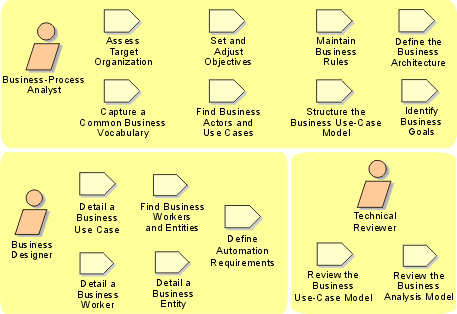 Business-Process
Analyst
Assess
Tjarget
Organization
Set and
Adjust
Objectives
Maintain
Business
Rules
Define the
Business
Architecture
Capture a
Common Business
Vocabulary
Find Business
Actors and
Use Cases
Structure the
Business Use-Case
Model
Identify
Business
Goals
Business
Designer
Detail a
Business
Use Case
Find Business
Workers
and Entities
Define
Automation
Requirements
Detail a
Business
Worker
Detail a
Business
Entity
Technical
Reviewer
Review the
Business
Use-Case Model
Review the
Business
Analysis Model